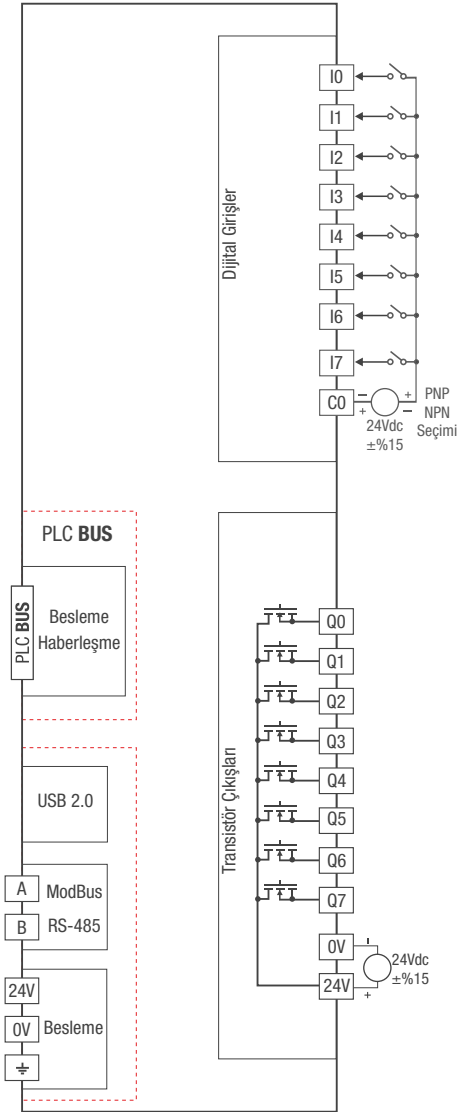 Dijital Girişler
I0
I1
I2
I3
I4
I5
I6
I7
C0
− +
+ −
24Vdc
±%15
PNP
NPN
Seçimi
PLC BUS
PLC BUS
Besleme
Haberleşme
USB 2.0
A
B
ModBus
RS-485
24V
0V
Besleme
Transistör Çıkışları
Q0
Q1
Q2
Q3
Q4
Q5
Q6
Q7
0V
24V
-
+
24Vdc
±%15